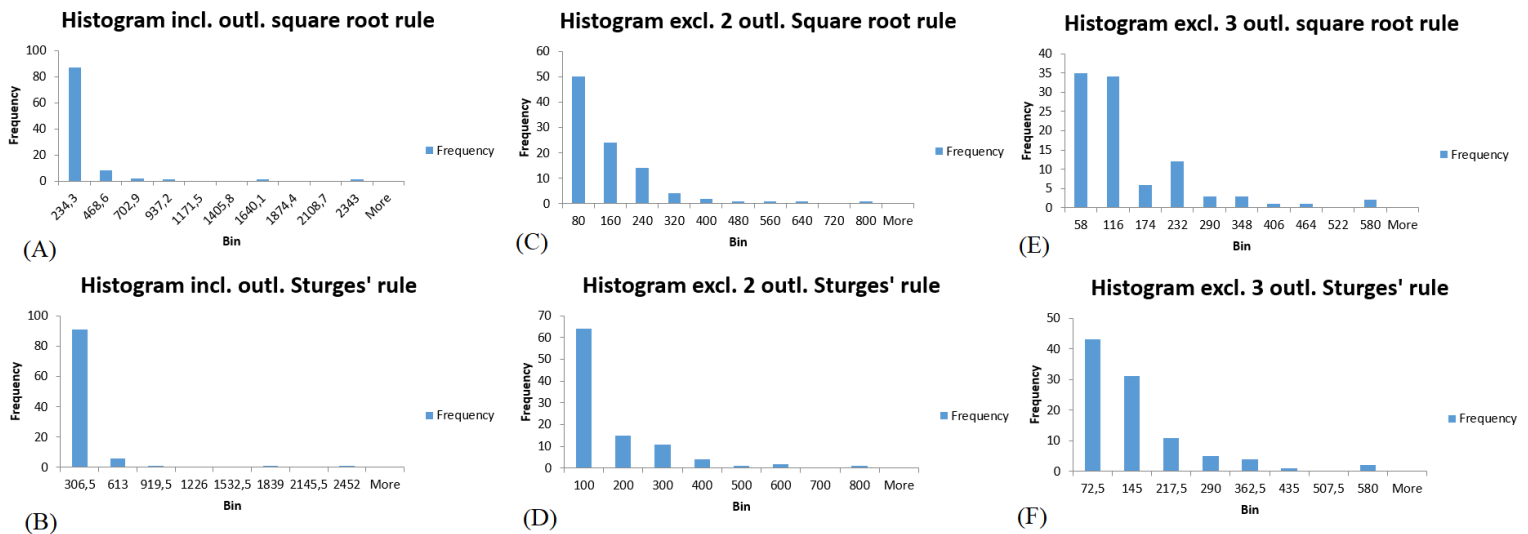 Histogram incl. outl. square root rule
100
80
60
40
20
0
Frequency
234,3
468,6
702,9
937,2
1171,5
1405,8
1640,1
1874,4
2108,7
2343
More
Bin
Frequency
(A)
Histogram excl. 2 outl. Square root rule
60
50
40
30
20
10
0
Frequency
80 160 240 320 400 480 560 640 720 800 More
Bin
Frequency
(C)
Histogram excl. 3 outl. square root rule
40
35
30
25
20
15
10
5
0
Frequency
58 116 174 232 290 348 406 464 522 580 More
Bin
Frequency
(E)
Histogram incl. outl. Sturges' rule
100
80
60
40
20
0
Frequency
306,5 613 919,5 1226 1532,5 1839 2145,5 2452 More
Bin
Frequency
(B)
Histogram excl. 2 outl. Sturges' rule
70
60
50
40
30
20
10
0
Frequency
100 200 300 400 500 600 700 800 More
Bin
Frequency
(D)
Histogram excl. 3 outl. Sturges' rule
50
40
30
20
10
0
Frequency
72,5 145 217,5 290 362,5 435 507,5 580 More
Bin
Frequency
(F)